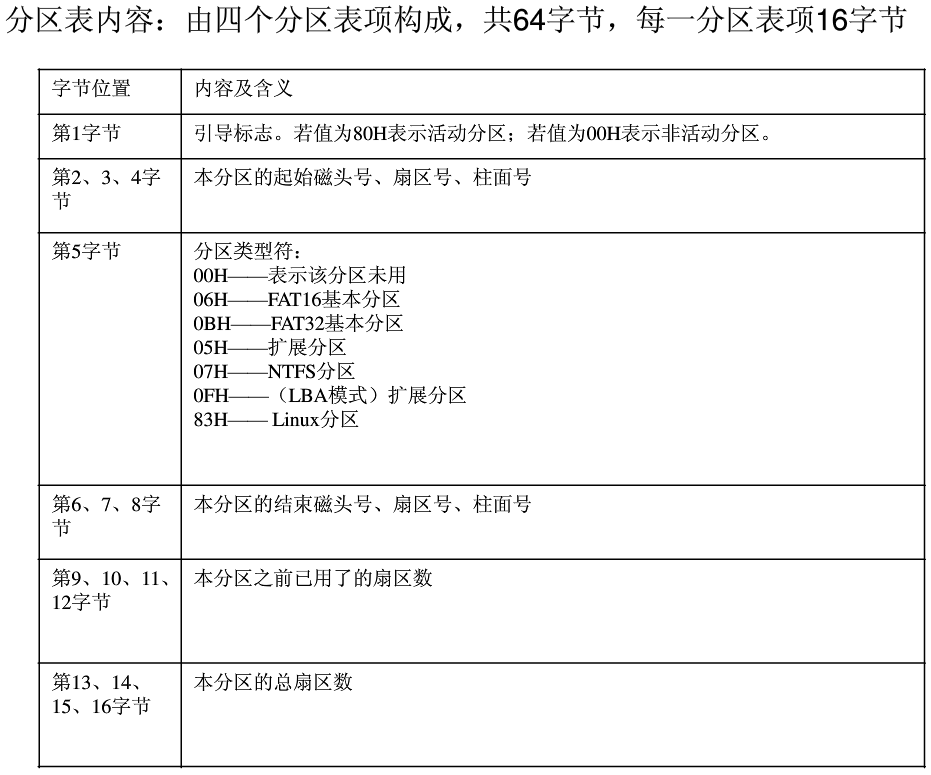 分区表内容：由四个分区表项构成，共64字节，每一分区表项16字节
字节位置
内容及含义
第1字节
引导标志。若值为80H表示活动分区；若值为00H表示非活动分区。
第2、3、4字
节
本分区的起始磁头号、扇区号、柱面号
第5字节
分区类型符：
00H——表示该分区未用
06H——FAT16基本分区
0BH——FAT32基本分区
05H——扩展分区
07H——NTFS分区
0FH——（LBA模式）扩展分区
83H—— Linux分区
第6、7、8字
节
本分区的结束磁头号、扇区号、柱面号
第9、10、11、
12字节
本分区之前已用了的扇区数
第13、14、
15、16字节
本分区的总扇区数